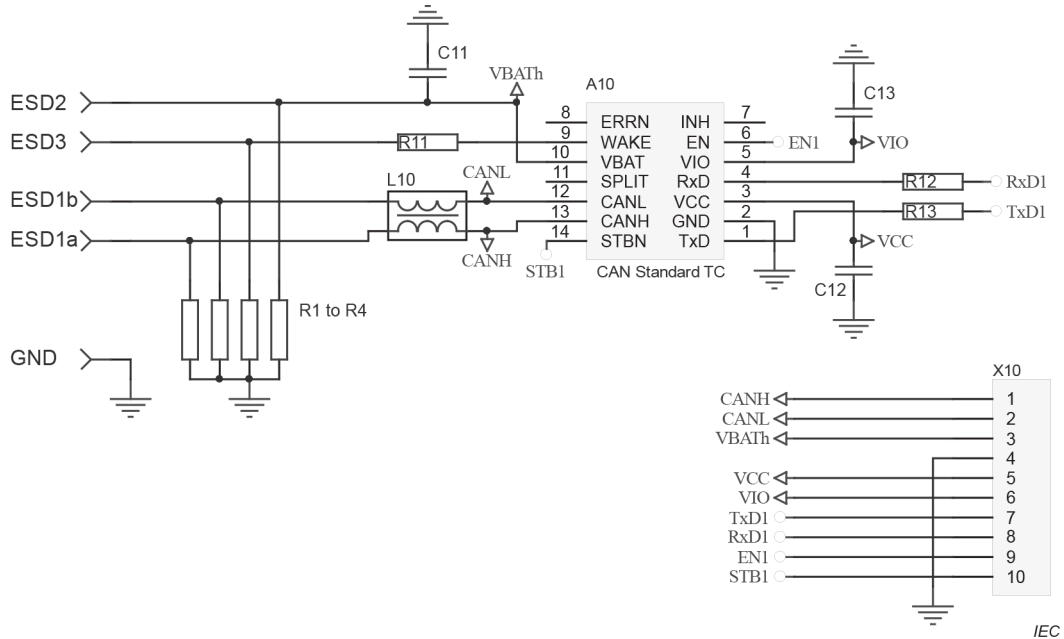 C11
VBATh
A10
C13
ESD2
8 ERRN INH 7
ESD3
R11
9 WAKE EN 6
EN1
VIO
10 VBAT VIO 5
CANL
L10
11 SPLIT RxD 4
R12
RxD1
ESD1b
12 CANL VCC 3
R13
TxD1
13 CANH GND 2
ESD1a
14 STBN TxD 1
VCC
CANH
STB1
CAN Standard TC
C12
R1 to R4
GND
X10
CANH 1
CANL 2
VBATh 3
4
VCC 5
VIO 6
TxD1 7
RxD1 8
EN1 9
STB1 10
IEC